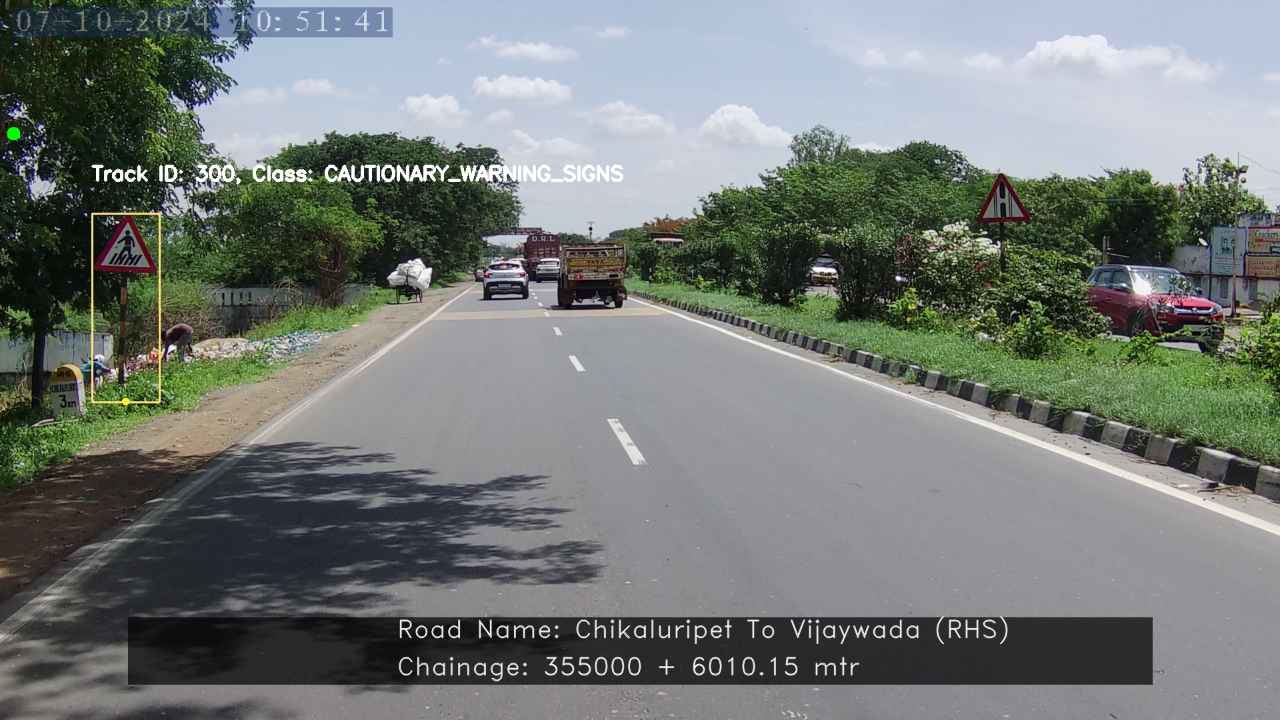 07-10-2024 10:51:41
Track ID: 300, Class: CAUTIONARY_WARNING_SIGNS
D.R.L
3
Road Name: Chikaluripet To Vijaywada (RHS)
Chainage: 355000 + 6010.15 mtr